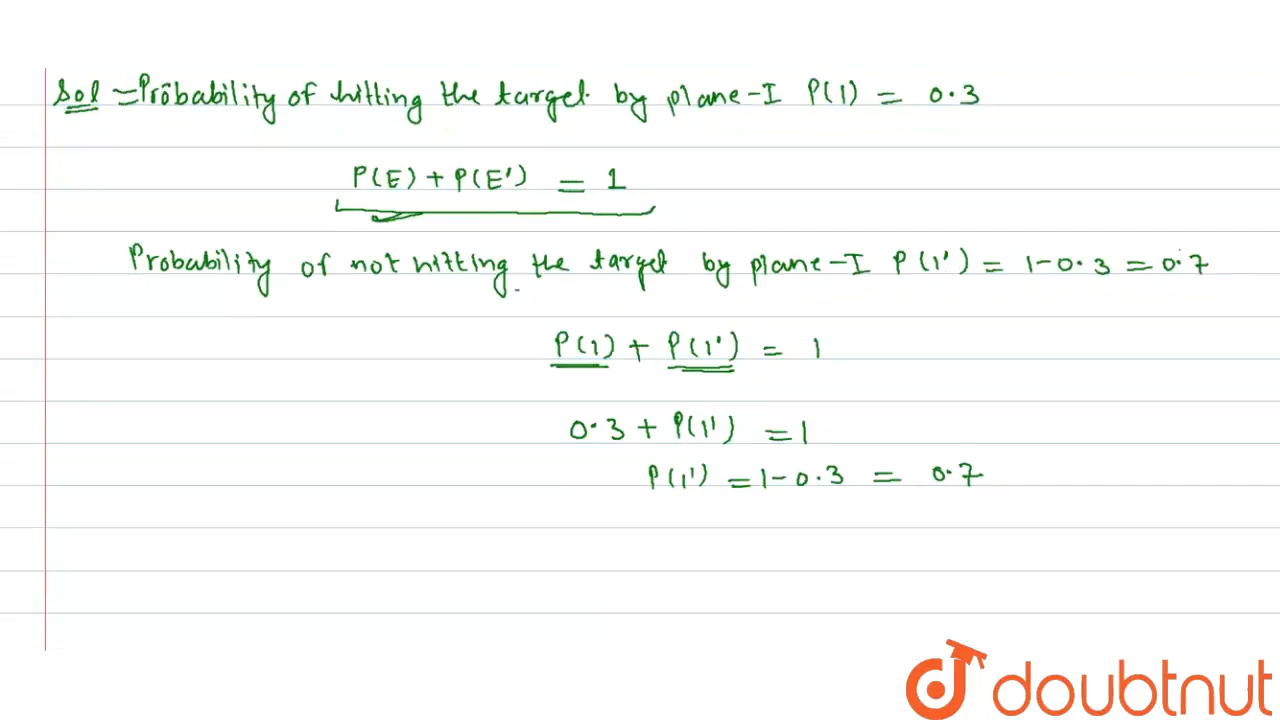 Sol = Probability of hitting the target by plane-I P(1) = 0.3
P(E) + P(E') = 1
Probability of not hitting the target by plane-I P(1') = 1-0.3 = 0.7
P(1) + P(1') = 1
0.3 + P(1') = 1
P(1') = 1-0.3 = 0.7
doubtnut